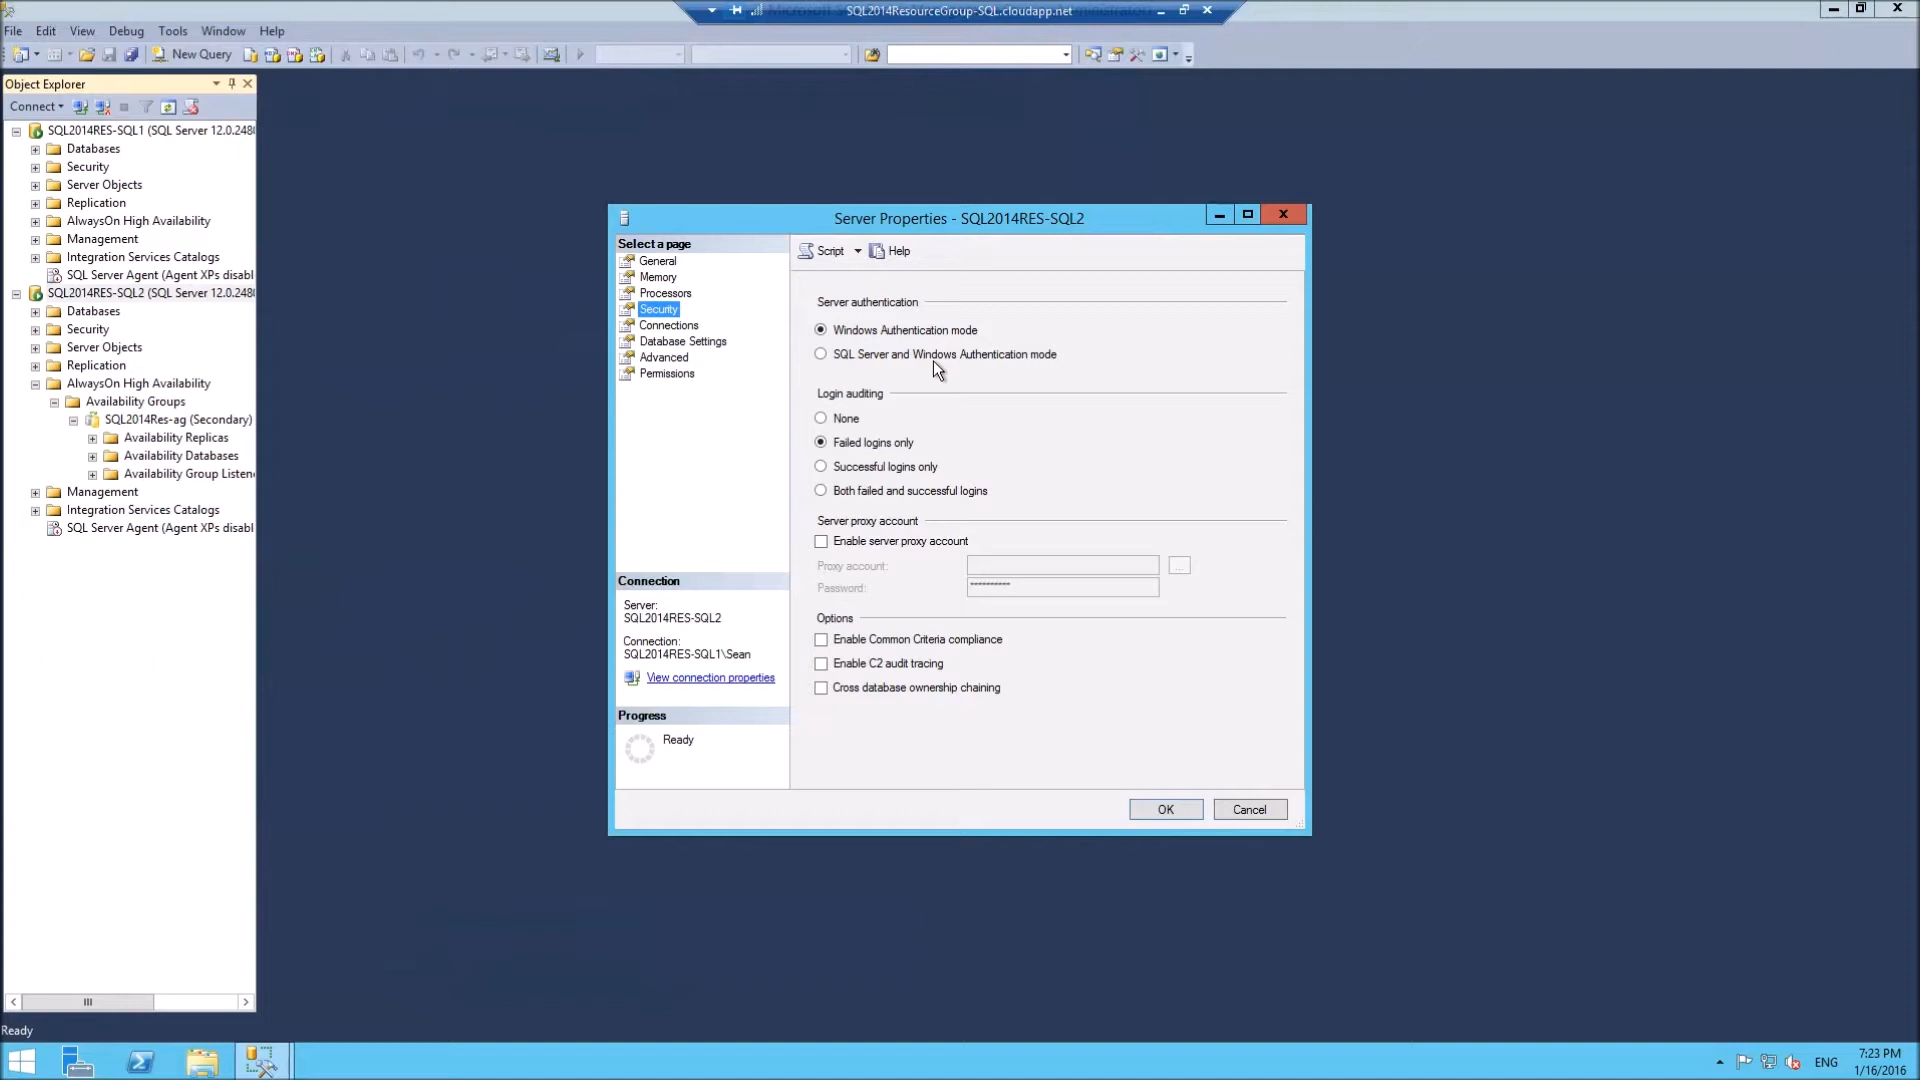 SQL2014ResourceGroup-SQL.cloudapp.net
File Edit View Debug Tools Window Help
New Query
Object Explorer
Connect
SQL2014RES-SQL1 (SQL Server 12.0.248
Databases
Security
Server Objects
Replication
AlwaysOn High Availability
Management
Integration Services Catalogs
SQL Server Agent (Agent XPs disabl
SQL2014RES-SQL2 (SQL Server 12.0.248
Databases
Security
Server Objects
Replication
AlwaysOn High Availability
Availability Groups
SQL2014Res-ag (Secondary)
Availability Replicas
Availability Databases
Availability Group Listen
Management
Integration Services Catalogs
SQL Server Agent (Agent XPs disabl
Server Properties - SQL2014RES-SQL2
Select a page
General
Memory
Processors
Security
Connections
Database Settings
Advanced
Permissions
Connection
Server:
SQL2014RES-SQL2
Connection:
SQL2014RES-SQL1\Sean
View connection properties
Progress
Ready
Script Help
Server authentication
Windows Authentication mode
SQL Server and Windows Authentication mode
Login auditing
None
Failed logins only
Successful logins only
Both failed and successful logins
Server proxy account
Enable server proxy account
Proxy account:
...
Password:
**********
Options
Enable Common Criteria compliance
Enable C2 audit tracing
Cross database ownership chaining
OK Cancel
Ready
ENG
7:23 PM
1/16/2016